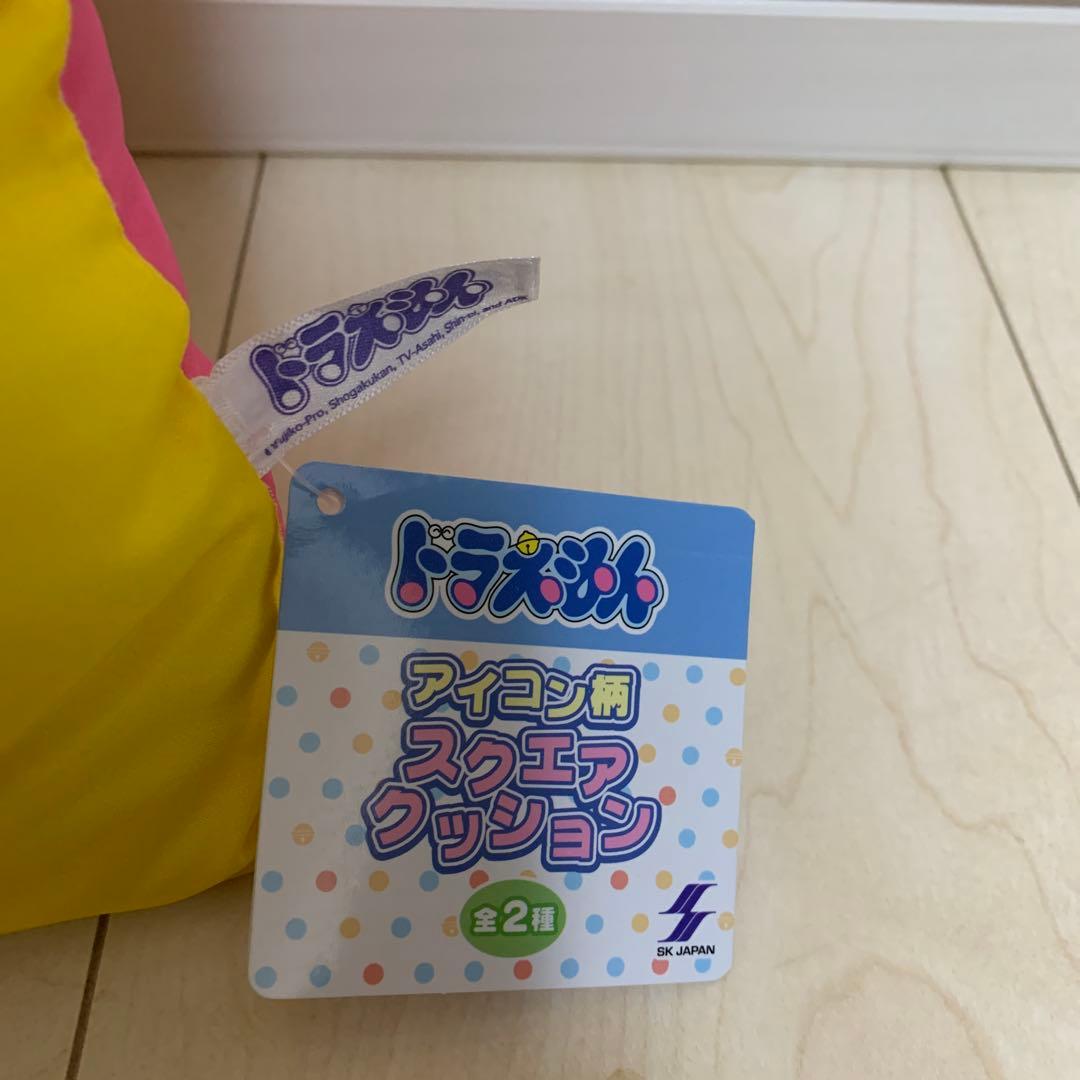 ドラえもん
Fujiko-Pro, Shogakukan, TV-Asahi, Shin-ei, and ADK
ドラえもん
アイコン柄
スクエア
クッション
全2種
SK JAPAN